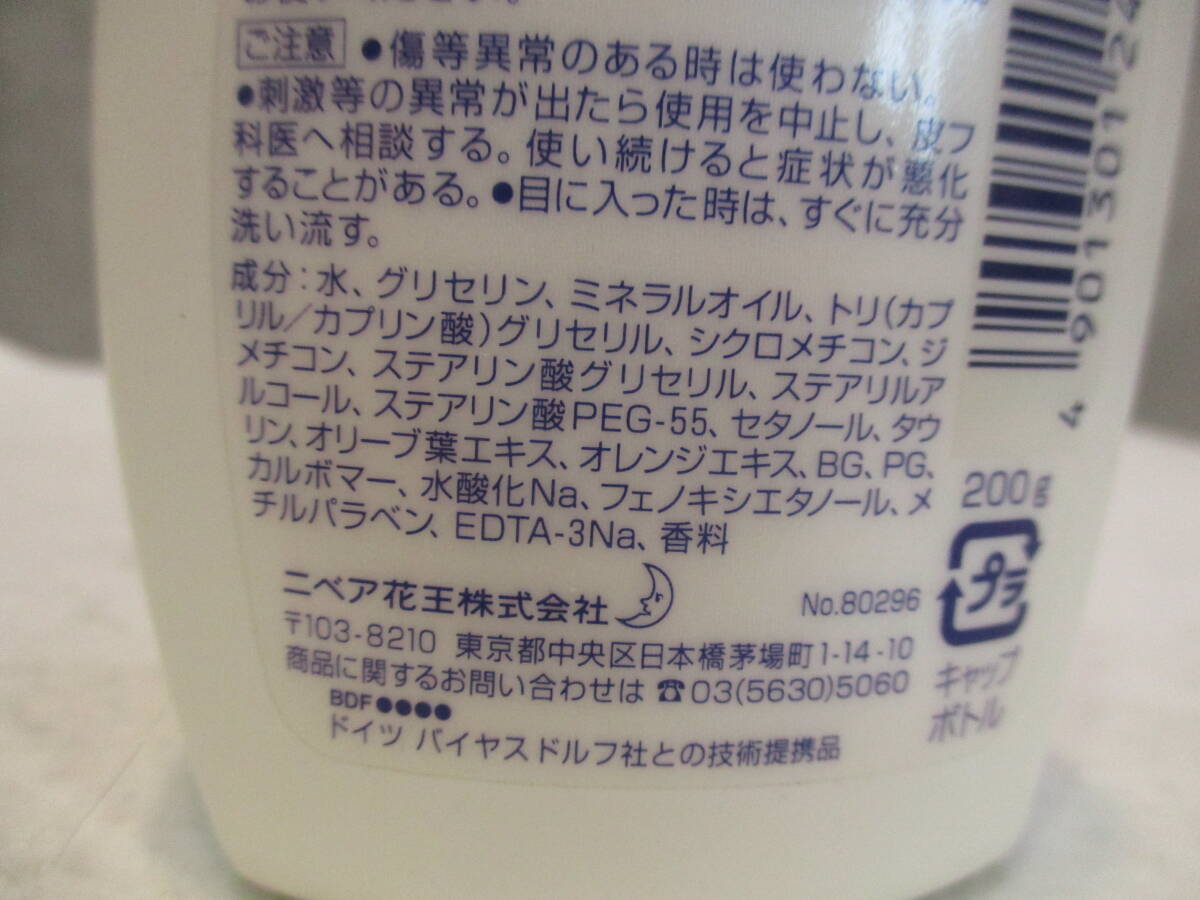 ご注意 ●傷等異常のある時は使わない。
●刺激等の異常が出たら使用を中止し、皮フ
科医へ相談する。使い続けると症状が悪化
することがある。●目に入った時は、すぐに充分
洗い流す。
成分：水、グリセリン、ミネラルオイル、トリ(カプ
リル／カプリン酸)グリセリル、シクロメチコン、ジ
メチコン、ステアリン酸グリセリル、ステアリルア
ルコール、ステアリン酸PEG-55、セタノール、タウ
リン、オリーブ葉エキス、オレンジエキス、BG、PG、
カルボマー、水酸化Na、フェノキシエタノール、メ
チルパラベン、EDTA-3Na、香料
ニベア花王株式会社
No.80296
〒103-8210 東京都中央区日本橋茅場町1-14-10
商品に関するお問い合わせは ☎03(5630)5060
BDF●●●●
ドイツ バイヤスドルフ社との技術提携品
4 901301 24
200g
プラ
キャップ
ボトル